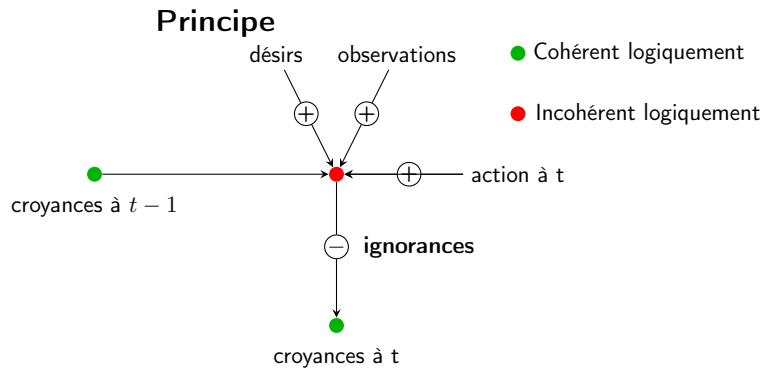 Principe
désirs
observations
Cohérent logiquement
Incohérent logiquement
+
+
+
action à t
croyances à t − 1
−
ignorances
croyances à t